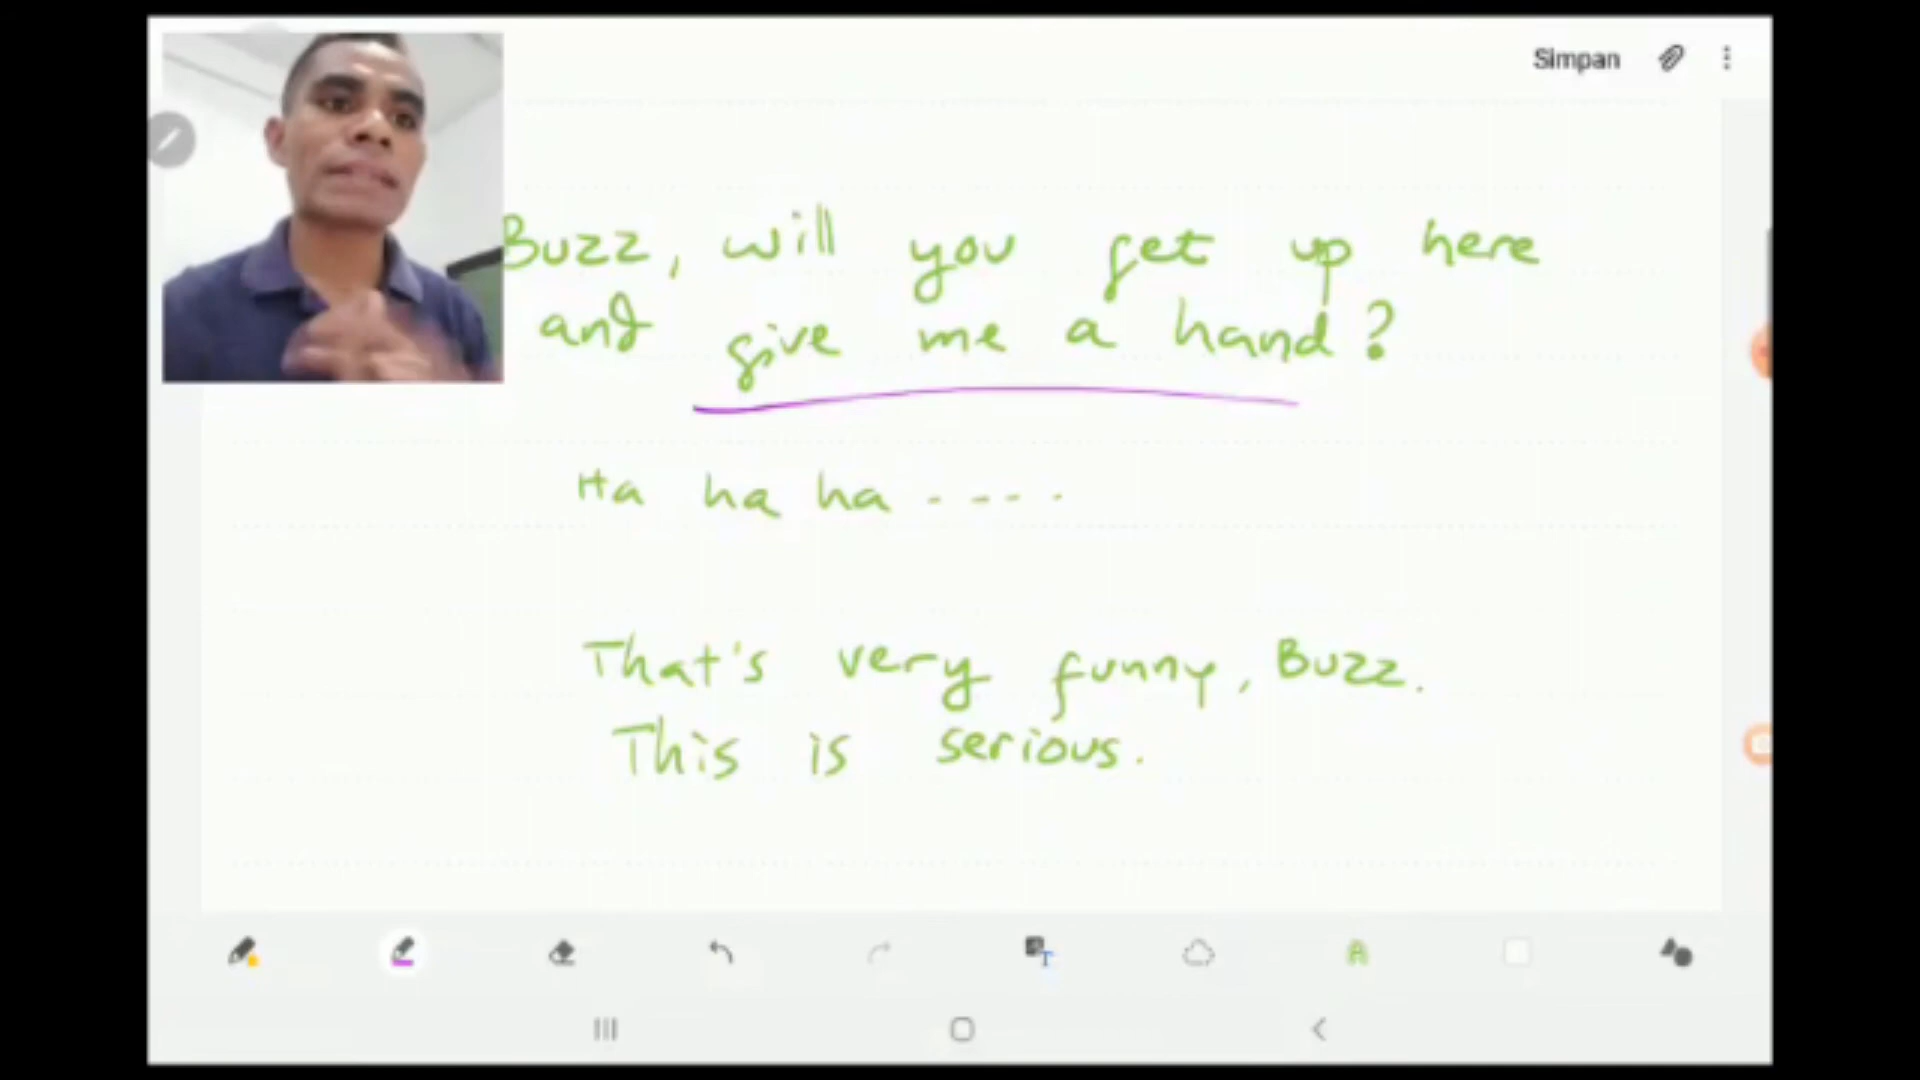 Simpan
Buzz, will you get up here
and give me a hand?
Ha ha ha ....
That's very funny, Buzz.
This is serious.